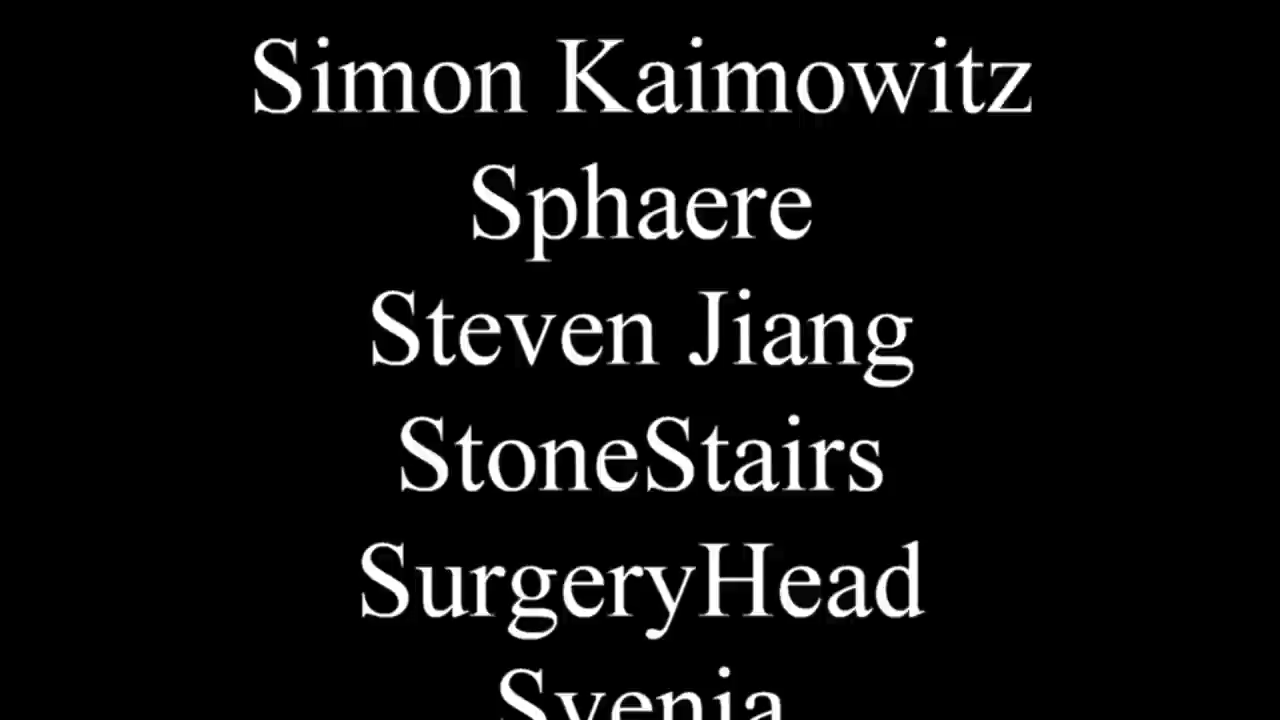 Simon Kaimowitz
Sphaere
Steven Jiang
StoneStairs
SurgeryHead